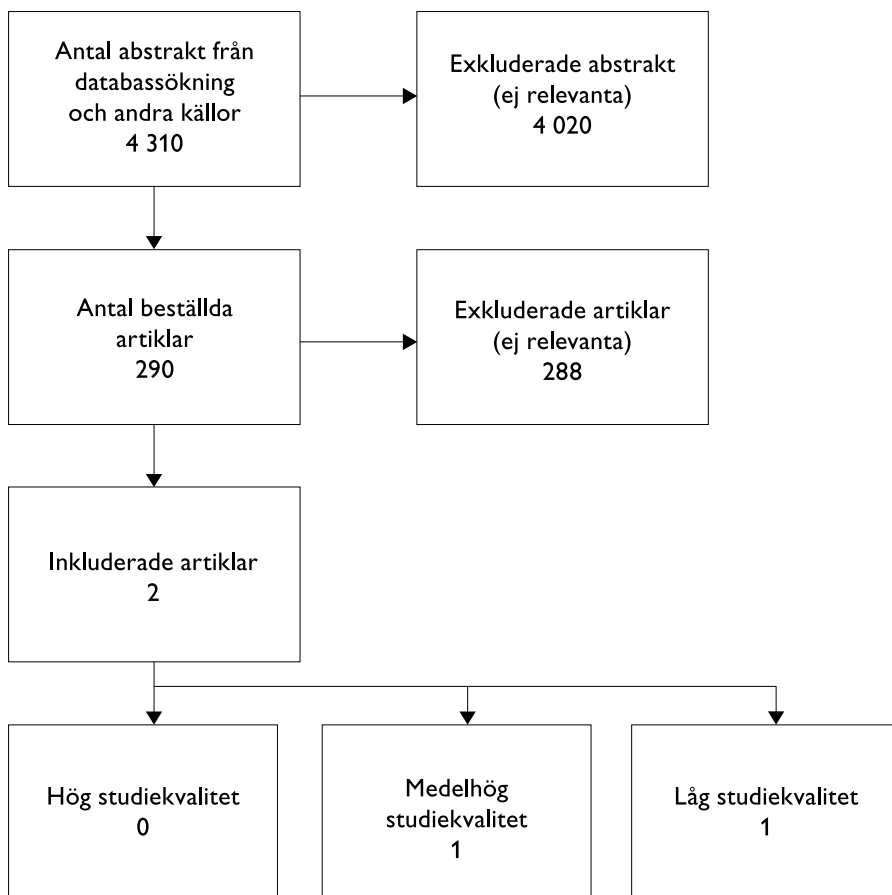 Antal abstrakt från
databassökning
och andra källor
4 310
Exkluderade abstrakt
(ej relevanta)
4 020
Antal beställda
artiklar
290
Exkluderade artiklar
(ej relevanta)
288
Inkluderade artiklar
2
Hög studiekvalitet
0
Medelhög
studiekvalitet
1
Låg studiekvalitet
1